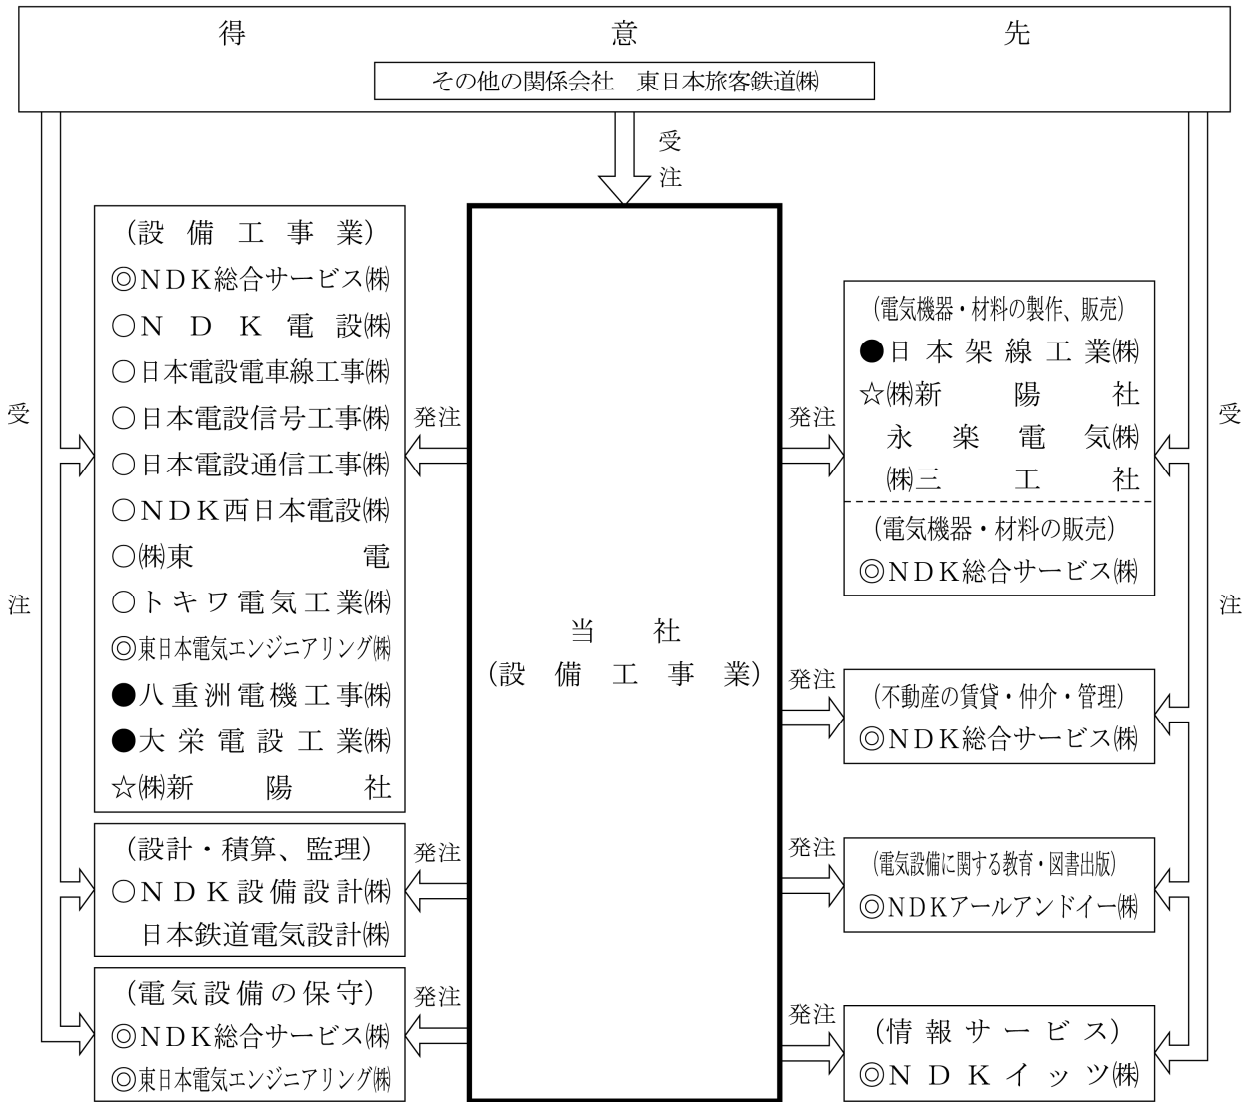 得意先
その他の関係会社 東日本旅客鉄道㈱
受注
受注
受注
(設備工事業)
◎NDK総合サービス㈱
○NDK電設㈱
○日本電設電車線工事㈱
○日本電設信号工事㈱
○日本電設通信工事㈱
○NDK西日本電設㈱
○㈱東電
○トキワ電気工業㈱
◎東日本電気エンジニアリング㈱
●八重洲電機工事㈱
●大栄電設工業㈱
☆㈱新陽社
発注
(設計・積算、監理)
○NDK設備設計㈱
日本鉄道電気設計㈱
発注
(電気設備の保守)
◎NDK総合サービス㈱
◎東日本電気エンジニアリング㈱
発注
当社
(設備工事業)
発注
(電気機器・材料の製作、販売)
●日本架線工業㈱
☆㈱新陽社
永楽電気㈱
㈱三工社
(電気機器・材料の販売)
◎NDK総合サービス㈱
発注
(不動産の賃貸・仲介・管理)
◎NDK総合サービス㈱
発注
(電気設備に関する教育・図書出版)
◎NDKアールアンドイー㈱
発注
(情報サービス)
◎NDKイッツ㈱